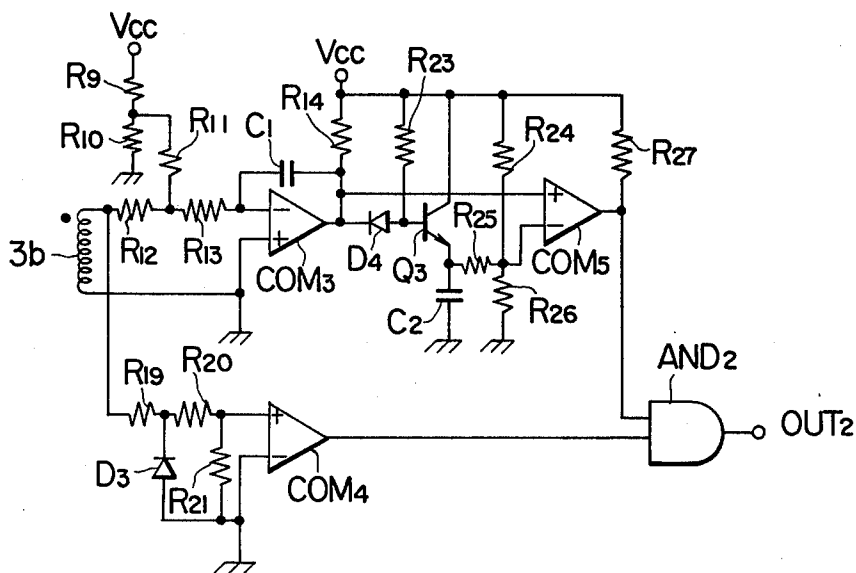 Vcc
Vcc
R9
R10
R11
C1
R14
R23
R24
R27
3b
R12
R13
- 
+
COM3
D4
Q3
R25
+
-
COM5
C2
R26
R19
R20
D3
R21
+
-
COM4
AND2
OUT2